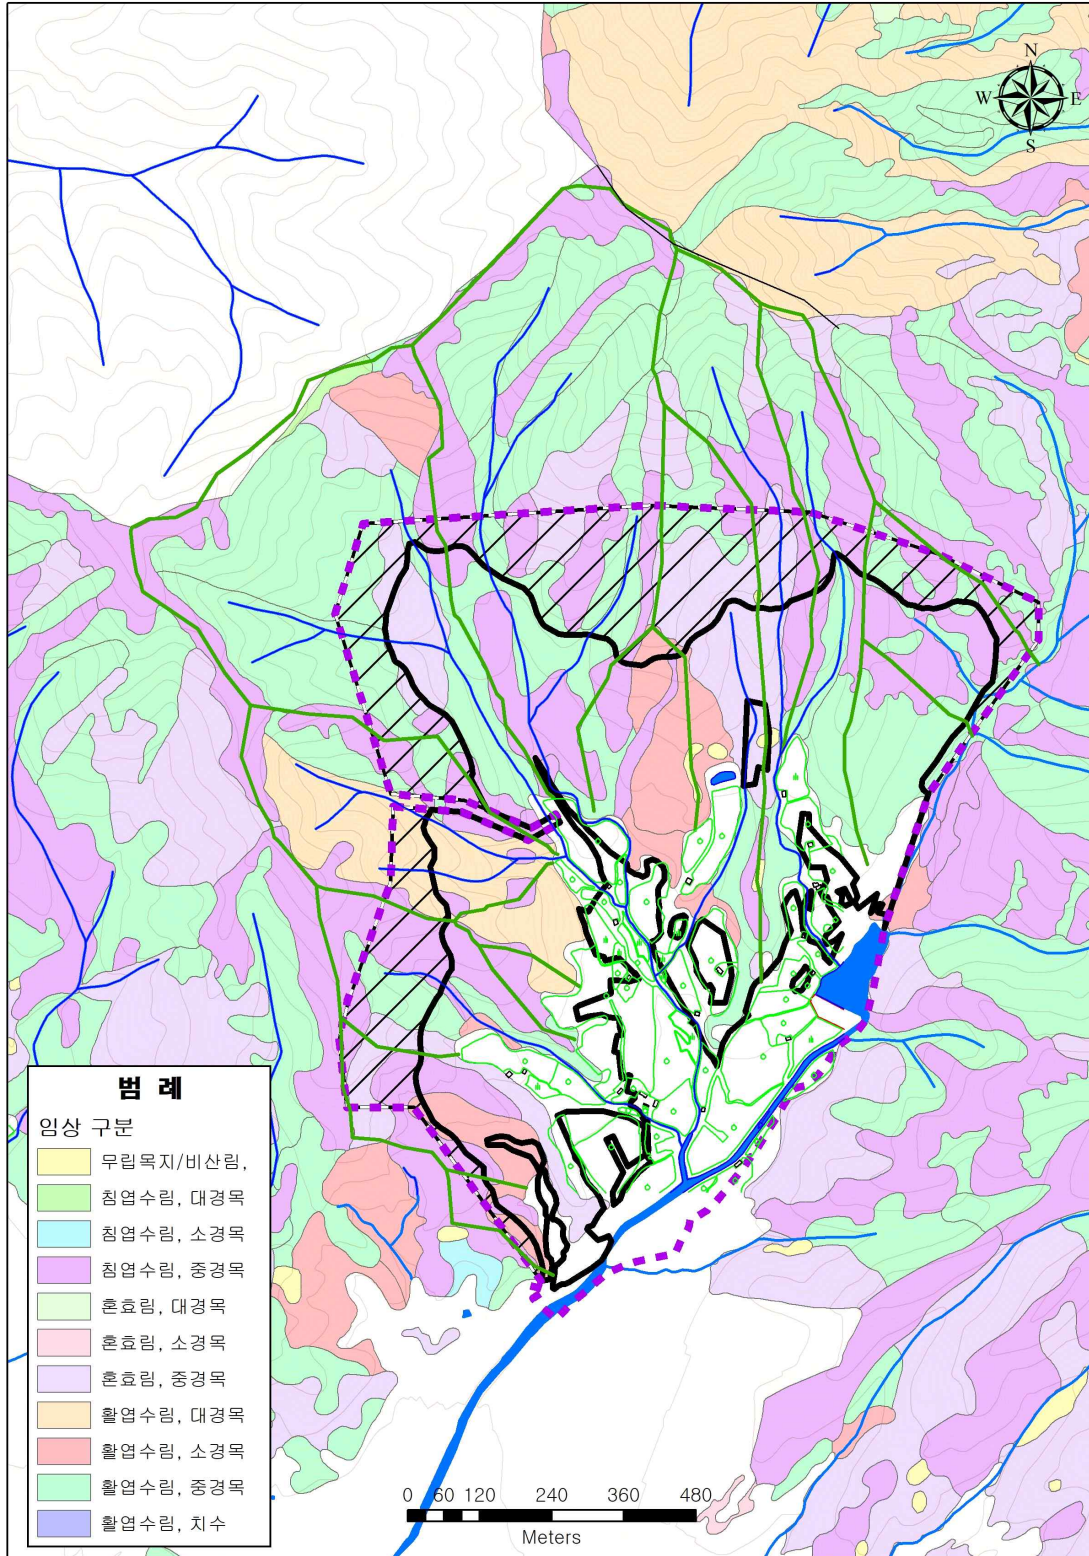 N
W E
S
범 례
임상 구분
무립목지/비산림,
침엽수림, 대경목
침엽수림, 소경목
침엽수림, 중경목
혼효림, 대경목
혼효림, 소경목
혼효림, 중경목
활엽수림, 대경목
활엽수림, 소경목
활엽수림, 중경목
활엽수림, 치수
0 60 120 240 360 480
Meters